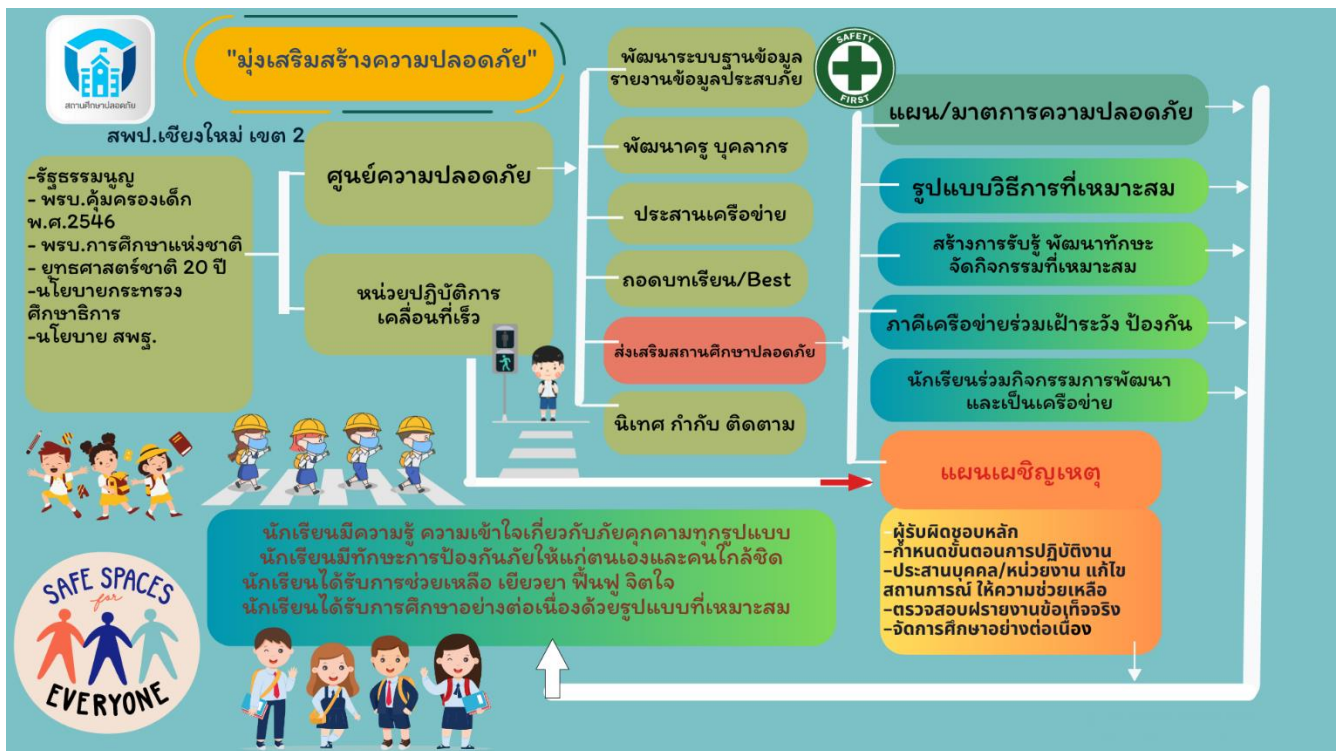 สถานศึกษาปลอดภัย
"มุ่งเสริมสร้างความปลอดภัย"
สพป.เชียงใหม่ เขต 2
-รัฐธรรมนูญ
- พรบ.คุ้มครองเด็ก
พ.ศ.2546
- พรบ.การศึกษาแห่งชาติ
- ยุทธศาสตร์ชาติ 20 ปี
-นโยบายกระทรวง
ศึกษาธิการ
-นโยบาย สพฐ.
ศูนย์ความปลอดภัย
หน่วยปฏิบัติการ
เคลื่อนที่เร็ว
พัฒนาระบบฐานข้อมูล
รายงานข้อมูลประสบภัย
พัฒนาครู บุคลากร
ประสานเครือข่าย
ถอดบทเรียน/Best
ส่งเสริมสถานศึกษาปลอดภัย
นิเทศ กำกับ ติดตาม
SAFETY
FIRST
แผน/มาตการความปลอดภัย
รูปแบบวิธีการที่เหมาะสม
สร้างการรับรู้ พัฒนาทักษะ
จัดกิจกรรมที่เหมาะสม
ภาคีเครือข่ายร่วมเฝ้าระวัง ป้องกัน
นักเรียนร่วมกิจกรรมการพัฒนา
และเป็นเครือข่าย
แผนเผชิญเหตุ
-ผู้รับผิดชอบหลัก
-กำหนดขั้นตอนการปฏิบัติงาน
-ประสานบุคคล/หน่วยงาน แก้ไข
สถานการณ์ ให้ความช่วยเหลือ
-ตรวจสอบฝรายงานข้อเท็จจริง
-จัดการศึกษาอย่างต่อเนื่อง
นักเรียนมีความรู้ ความเข้าใจเกี่ยวกับภัยคุกคามทุกรูปแบบ
นักเรียนมีทักษะการป้องกันภัยให้แก่ตนเองและคนใกล้ชิด
นักเรียนได้รับการช่วยเหลือ เยียวยา ฟื้นฟู จิตใจ
นักเรียนได้รับการศึกษาอย่างต่อเนื่องด้วยรูปแบบที่เหมาะสม
SAFE SPACES
for
EVERYONE